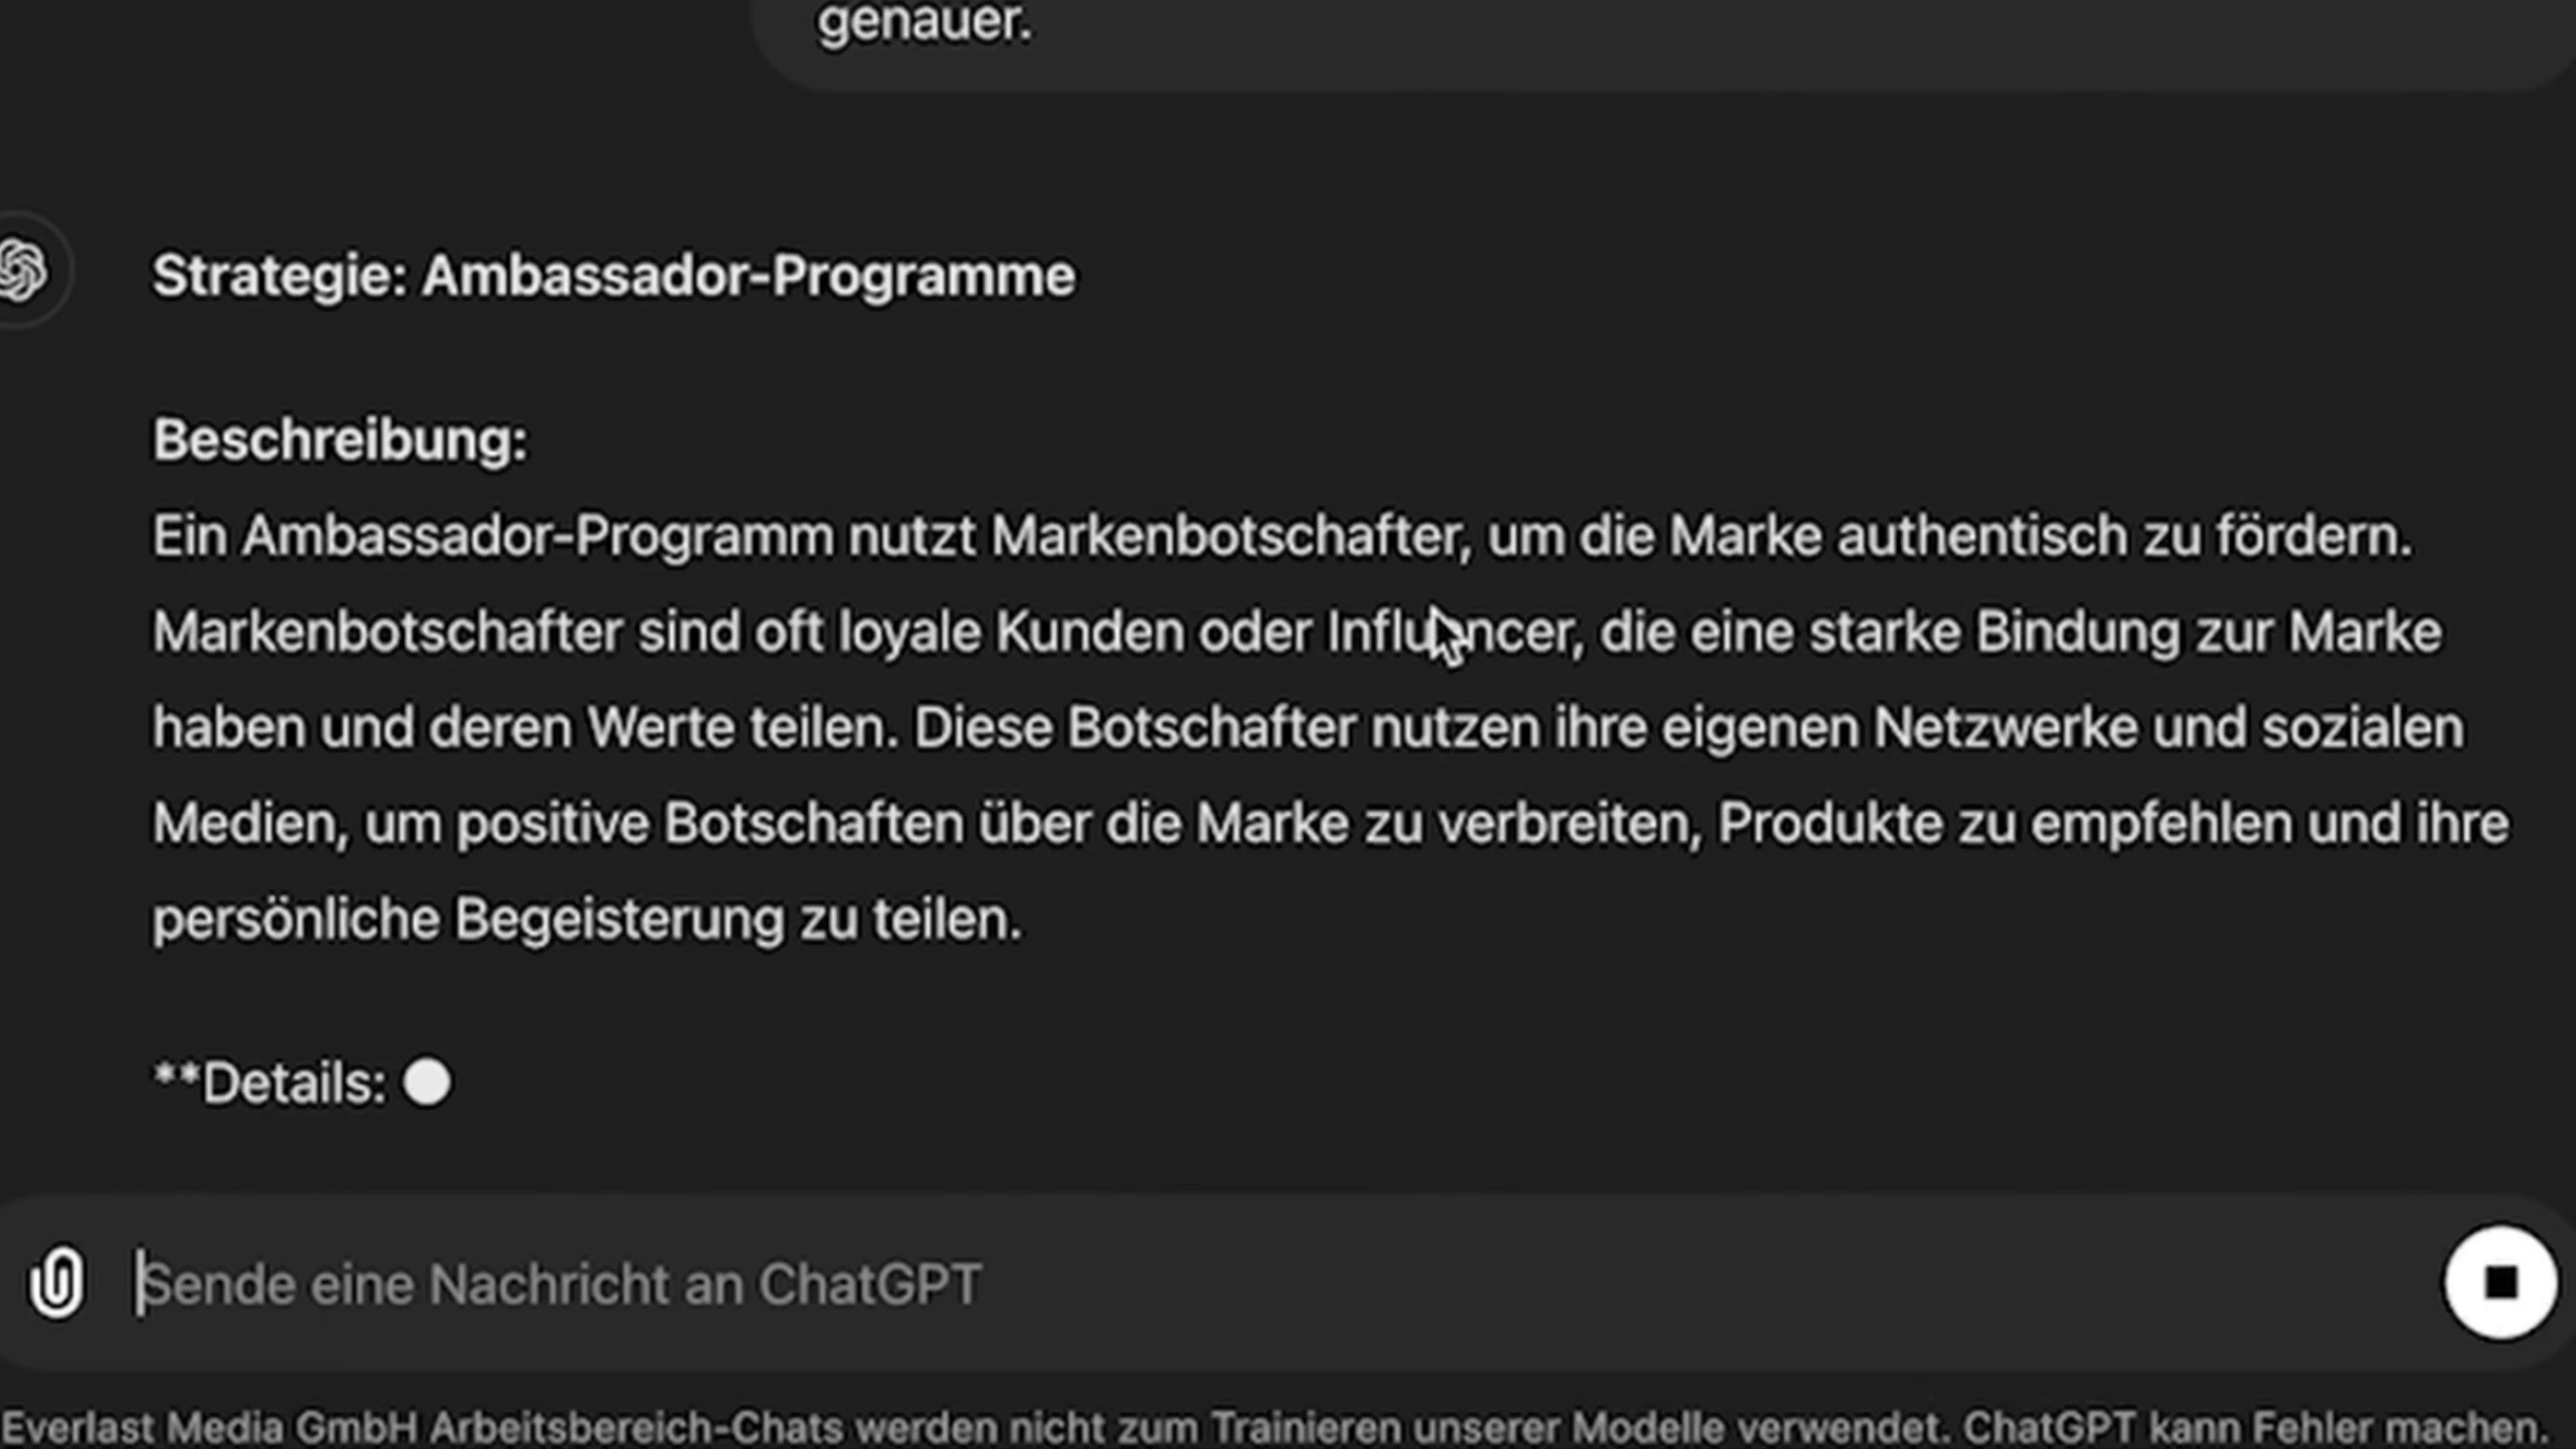 genauer.
Strategie: Ambassador-Programme
Beschreibung:
Ein Ambassador-Programm nutzt Markenbotschafter, um die Marke authentisch zu fördern.
Markenbotschafter sind oft loyale Kunden oder Influencer, die eine starke Bindung zur Marke
haben und deren Werte teilen. Diese Botschafter nutzen ihre eigenen Netzwerke und sozialen
Medien, um positive Botschaften über die Marke zu verbreiten, Produkte zu empfehlen und ihre
persönliche Begeisterung zu teilen.
**Details:
Sende eine Nachricht an ChatGPT
Everlast Media GmbH Arbeitsbereich-Chats werden nicht zum Trainieren unserer Modelle verwendet. ChatGPT kann Fehler machen.